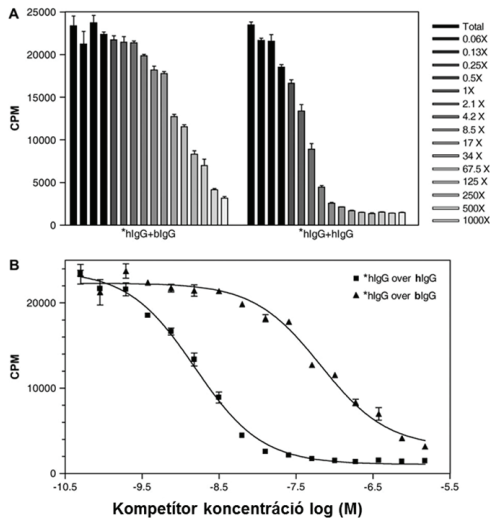 A
25000
20000
15000
10000
5000
0
CPM
*hIgG+bIgG
*hIgG+hIgG
Total
0.06X
0.13X
0.25X
0.5X
1X
2.1 X
4.2 X
8.5 X
17 X
34 X
67.5 X
125 X
250X
500X
1000X
B
20000
10000
0
CPM
*hIgG over hIgG
*hIgG over bIgG
-10.5
-9.5
-8.5
-7.5
-6.5
-5.5
Kompetítor koncentráció log (M)